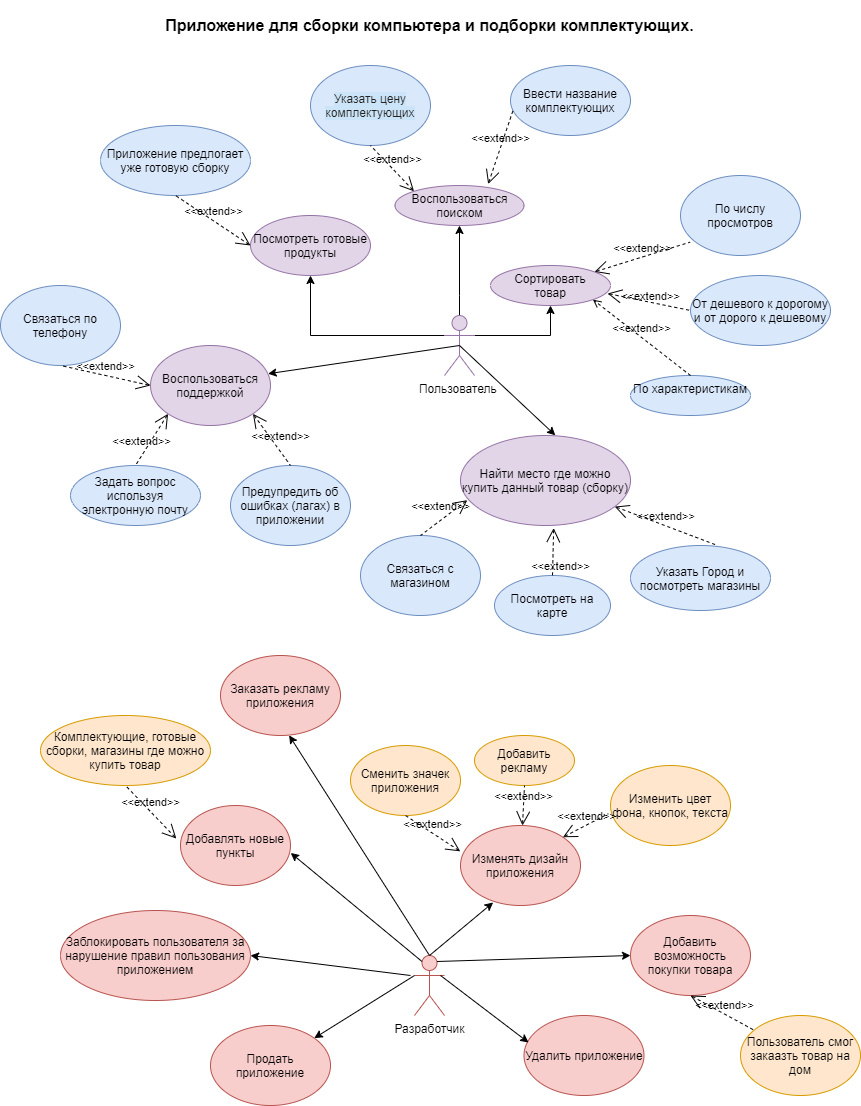 Приложение для сборки компьютера и подборки комплектующих.
Указать цену
комплектующих
Ввести название
комплектующих
<<extend>>
<<extend>>
Приложение предлогает
уже готовую сборку
<<extend>>
Воспользоваться
поиском
Посмотреть готовые
продукты
По числу
просмотров
<<extend>>
Сортировать
товар
<<extend>>
От дешевого к дорогому
и от дорого к дешевому
<<extend>>
По характеристикам
Связаться по
телефону
<<extend>>
Воспользоваться
поддержкой
Пользователь
<<extend>>
<<extend>>
Задать вопрос
используя
электронную почту
Предупредить об
ошибках (лагах) в
приложении
Найти место где можно
купить данный товар (сборку)
<<extend>>
<<extend>>
<<extend>>
Связаться с
магазином
Посмотреть на
карте
Указать Город и
посмотреть магазины
Заказать рекламу
приложения
Комплектующие, готовые
сборки, магазины где можно
купить товар
<<extend>>
Добавлять новые
пункты
Сменить значек
приложения
Добавить
рекламу
Изменить цвет
фона, кнопок, текста
<<extend>>
<<extend>>
<<extend>>
Изменять дизайн
приложения
Заблокировать пользователя за
нарушение правил пользования
приложением
Добавить
возможность
покупки товара
<<extend>>
Разработчик
Продать
приложение
Удалить приложение
Пользователь смог
закаазть товар на
дом